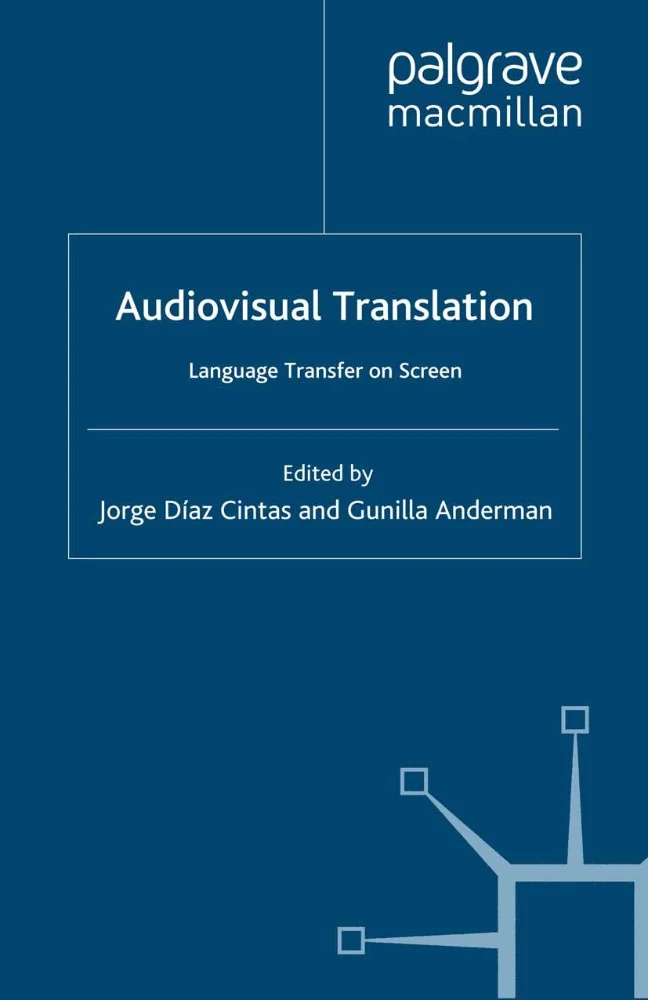 palgrave
macmillan
Audiovisual Translation
Language Transfer on Screen
Edited by
Jorge Díaz Cintas and Gunilla Anderman